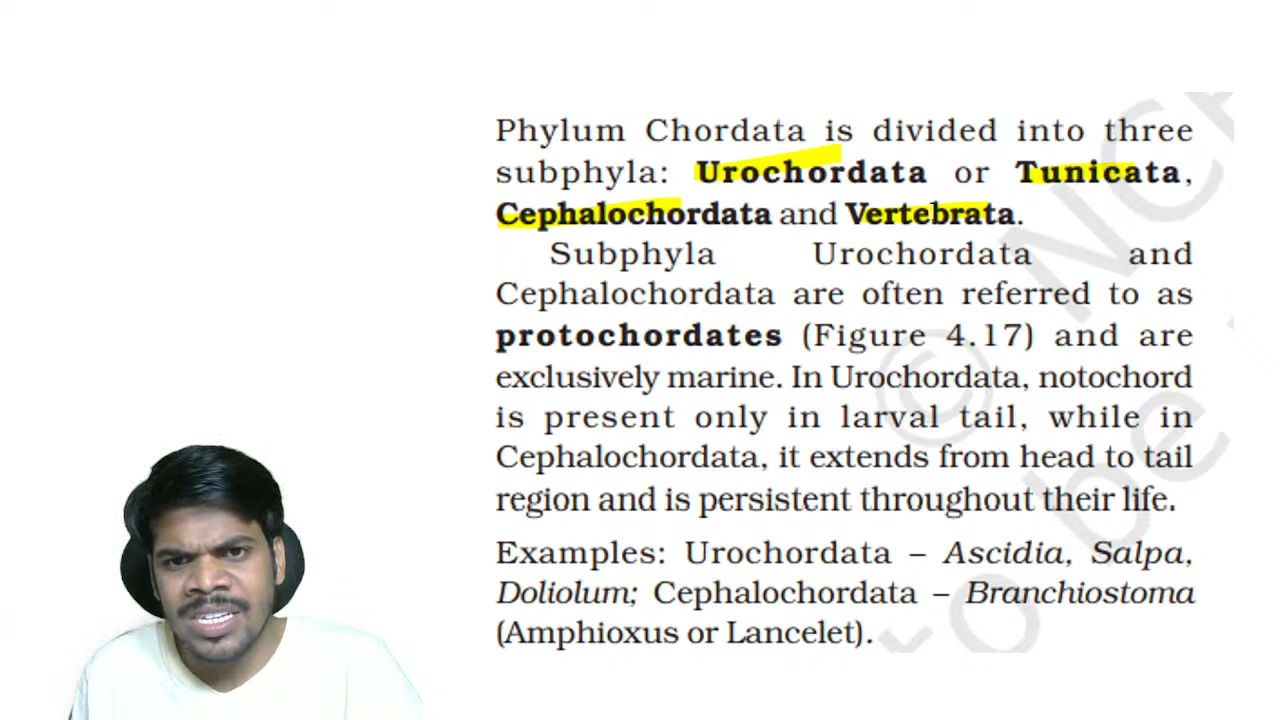 Phylum Chordata is divided into three
subphyla: Urochordata or Tunicata,
Cephalochordata and Vertebrata.
Subphyla Urochordata and
Cephalochordata are often referred to as
protochordates (Figure 4.17) and are
exclusively marine. In Urochordata, notochord
is present only in larval tail, while in
Cephalochordata, it extends from head to tail
region and is persistent throughout their life.
Examples: Urochordata – Ascidia, Salpa,
Doliolum; Cephalochordata – Branchiostoma
(Amphioxus or Lancelet).